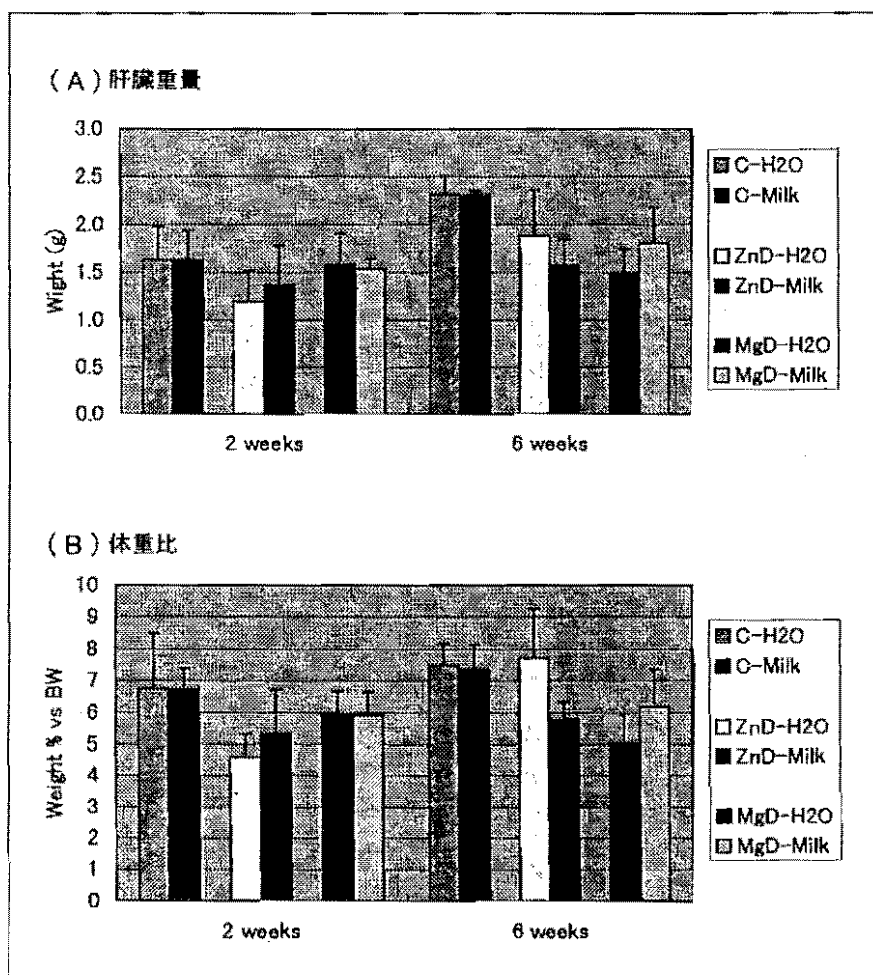 (A)肝臓重量
3.0
2.5
2.0
1.5
1.0
0.5
0.0
Wight (g)
2 weeks
6 weeks
C-H2O
C-Milk
ZnD-H2O
ZnD-Milk
MgD-H2O
MgD-Milk
(B)体重比
10
9
8
7
6
5
4
3
2
1
0
Weight % vs BW
2 weeks
6 weeks
C-H2O
C-Milk
ZnD-H2O
ZnD-Milk
MgD-H2O
MgD-Milk